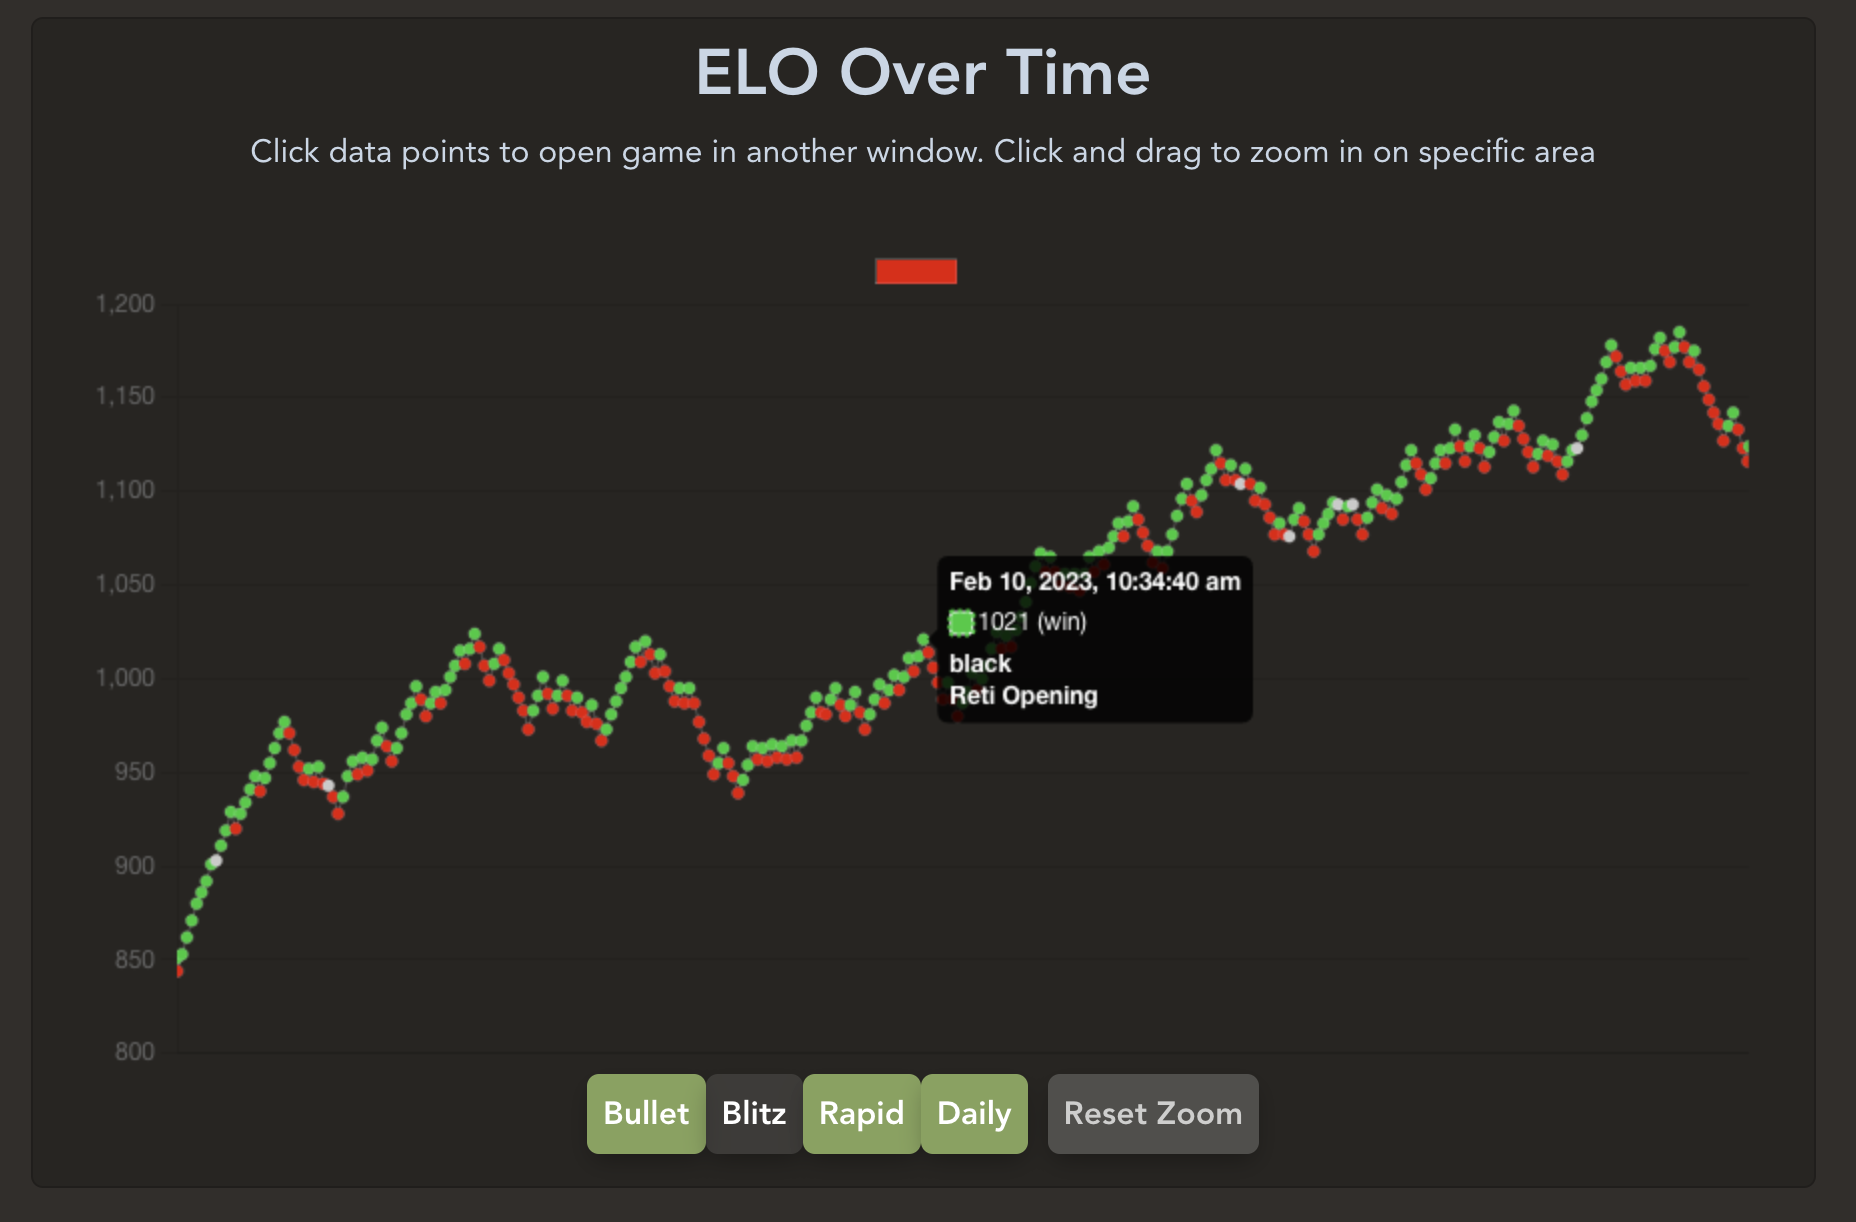 ELO Over Time
Click data points to open game in another window. Click and drag to zoom in on specific area
1,200
1,150
1,100
1,050
1,000
950
900
850
800
Feb 10, 2023, 10:34:40 am
1021 (win)
black
Reti Opening
Bullet Blitz Rapid Daily Reset Zoom